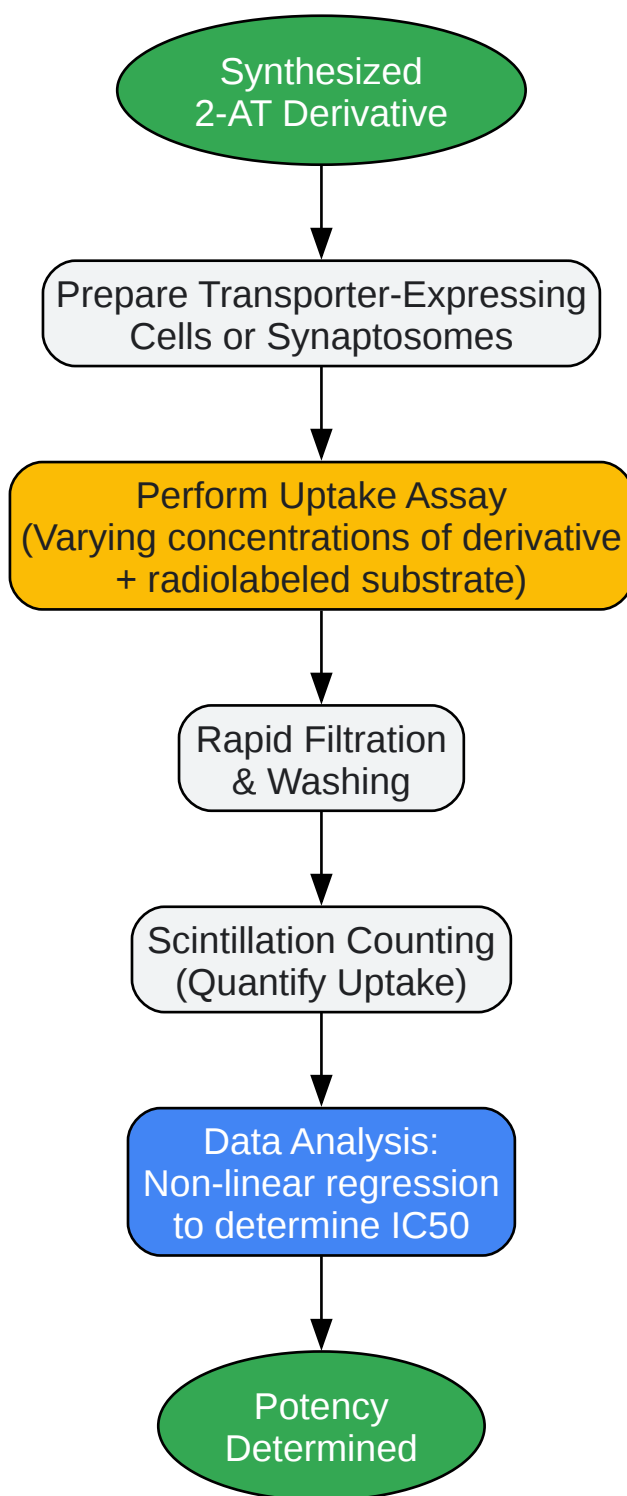 Synthesized
2-AT Derivative
Prepare Transporter-Expressing
Cells or Synaptosomes
Perform Uptake Assay
(Varying concentrations of derivative
+ radiolabeled substrate)
Rapid Filtration
& Washing
Scintillation Counting
(Quantify Uptake)
Data Analysis:
Non-linear regression
to determine IC50
Potency
Determined